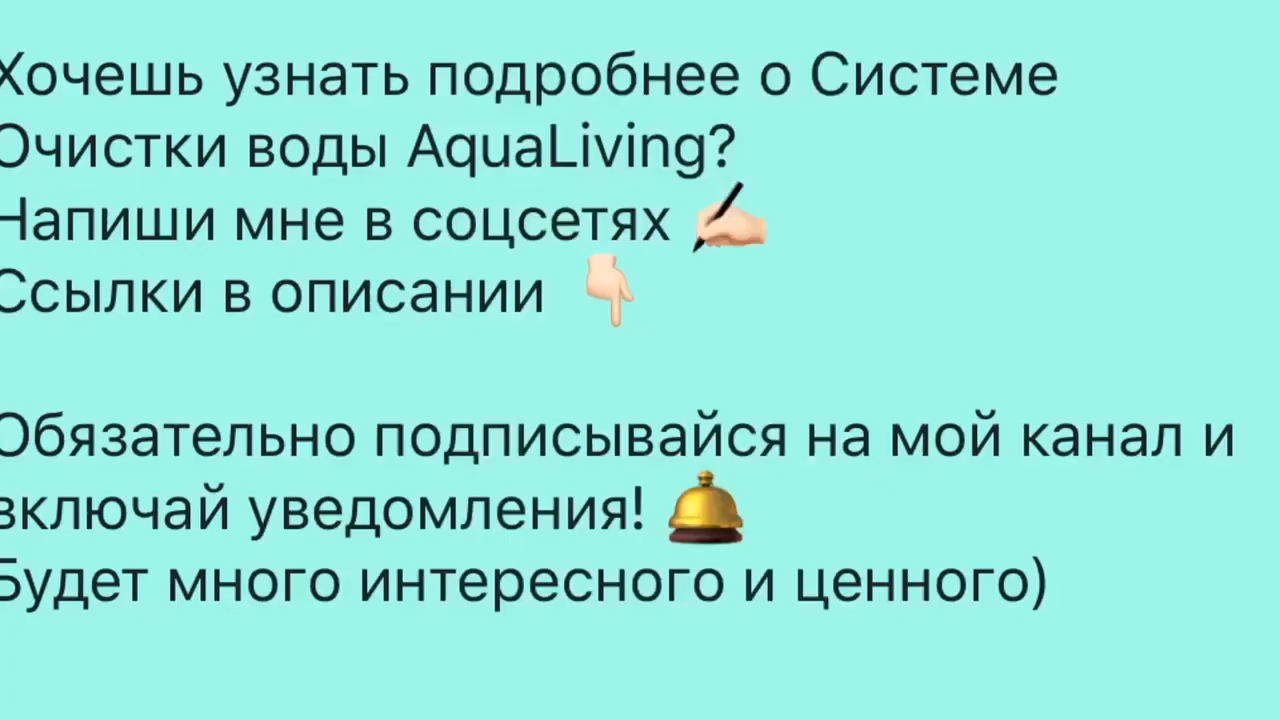 Хочешь узнать подробнее о Системе
Очистки воды AquaLiving?
Напиши мне в соцсетях ✍🏻
Ссылки в описании 👇🏻
Обязательно подписывайся на мой канал и
включай уведомления! 🛎️
Будет много интересного и ценного)